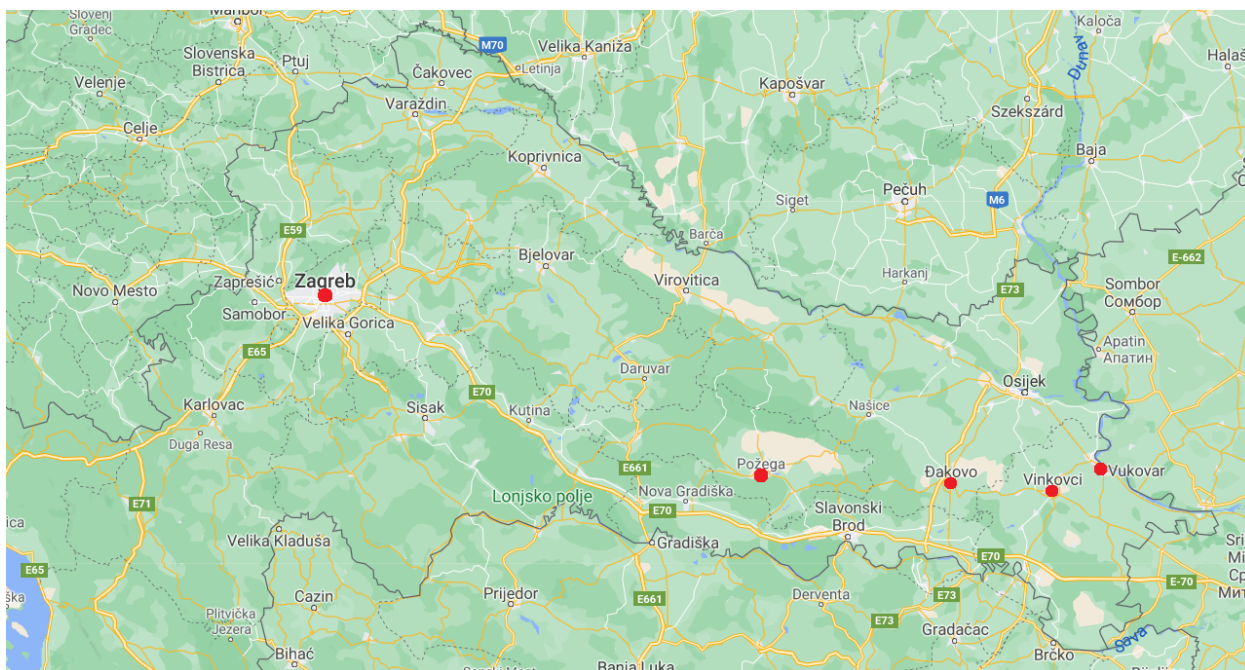 Slovenj
Gradec
Maribor
Slovenska
Bistrica
Ptuj
M70
Velika Kaniža
Letinja
Čakovec
Velenje
Varaždin
Celje
Kapošvar
Dunav
Kaloča
Szekszárd
Koprivnica
Baja
Pečuh
Siget
M6
E59
Barča
Bjelovar
E-662
Zaprešić
Zagreb
Virovitica
Harkanj
E73
Sombor
Сомбор
Novo Mesto
Samobor
Velika Gorica
Apatin
Апатин
E65
Daruvar
E70
Osijek
Karlovac
Sisak
Kutina
Našice
Duga Resa
E661
Požega
Đakovo
Vinkovci
Vukovar
E71
Lonjsko polje
Nova Gradiška
E70
Slavonski
Brod
Velika Kladuša
Gradiška
E70
E65
E-70
Cazin
Prijedor
E661
Derventa
E73
Plitvička
Jezera
E73
Gradačac
Sava
Bihać
Brčko
Banja Luka